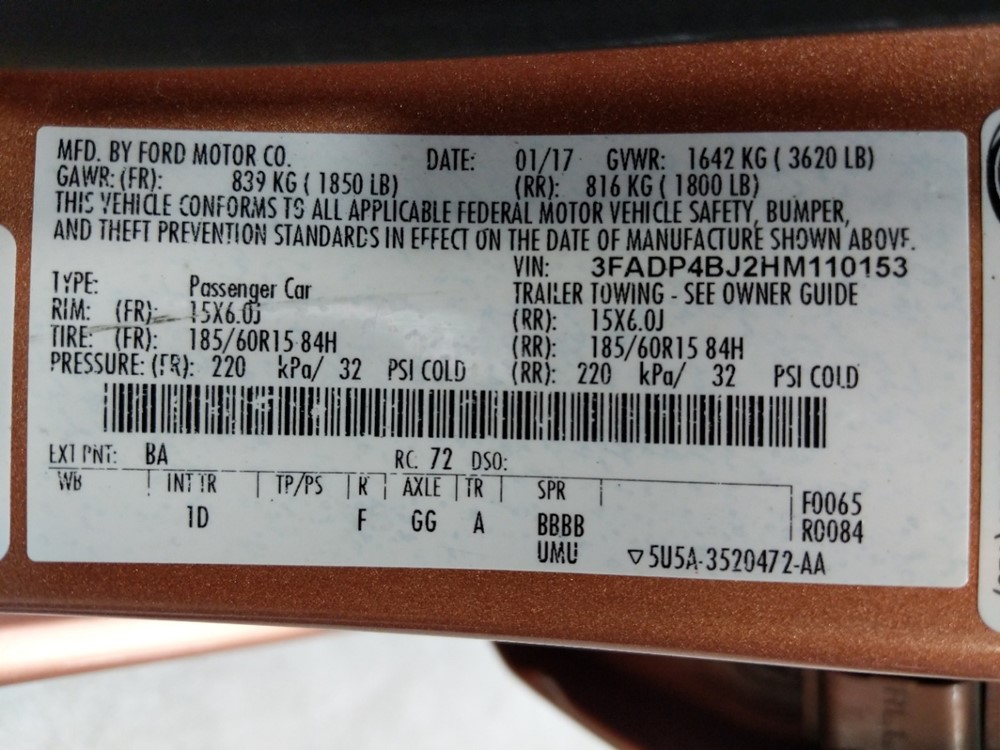 MFD. BY FORD MOTOR CO. DATE: 01/17 GVWR: 1642 KG ( 3620 LB)
GAWR: (FR): 839 KG ( 1850 LB) (RR): 816 KG ( 1800 LB)
THIS VEHICLE CONFORMS TO ALL APPLICABLE FEDERAL MOTOR VEHICLE SAFETY, BUMPER,
AND THEFT PREVENTION STANDARDS IN EFFECT ON THE DATE OF MANUFACTURE SHOWN ABOVE.
VIN: 3FADP4BJ2HM110153
TYPE: Passenger Car TRAILER TOWING - SEE OWNER GUIDE
RIM: (FR): 15X6.0J (RR): 15X6.0J
TIRE: (FR): 185/60R15 84H (RR): 185/60R15 84H
PRESSURE: (FR): 220 kPa/ 32 PSI COLD (RR): 220 kPa/ 32 PSI COLD
EXT PNT: BA RC: 72 DSO:
WB INT TR TP/PS R AXLE TR SPR F0065
1D F GG A BBBB R0084
UMU ▽5U5A-3520472-AA